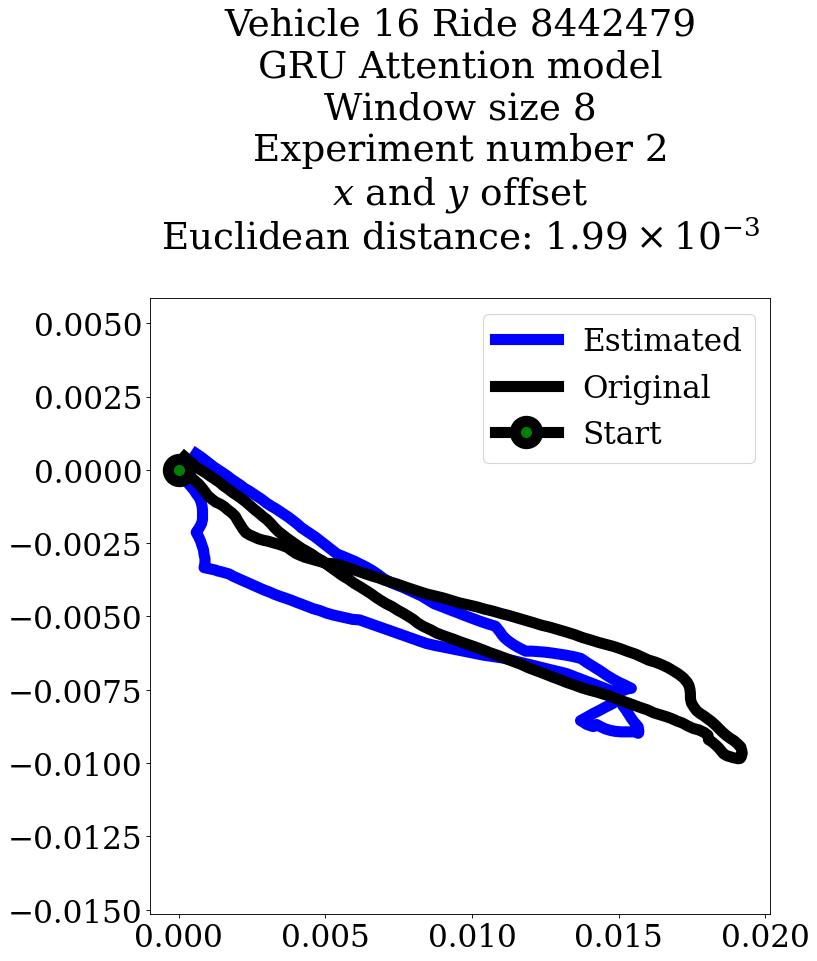 Vehicle 16 Ride 8442479
GRU Attention model
Window size 8
Experiment number 2
x and y offset
Euclidean distance: 1.99 × 10⁻³
Estimated
Original
Start
0.0050
0.0025
0.0000
−0.0025
−0.0050
−0.0075
−0.0100
−0.0125
−0.0150
0.000 0.005 0.010 0.015 0.020